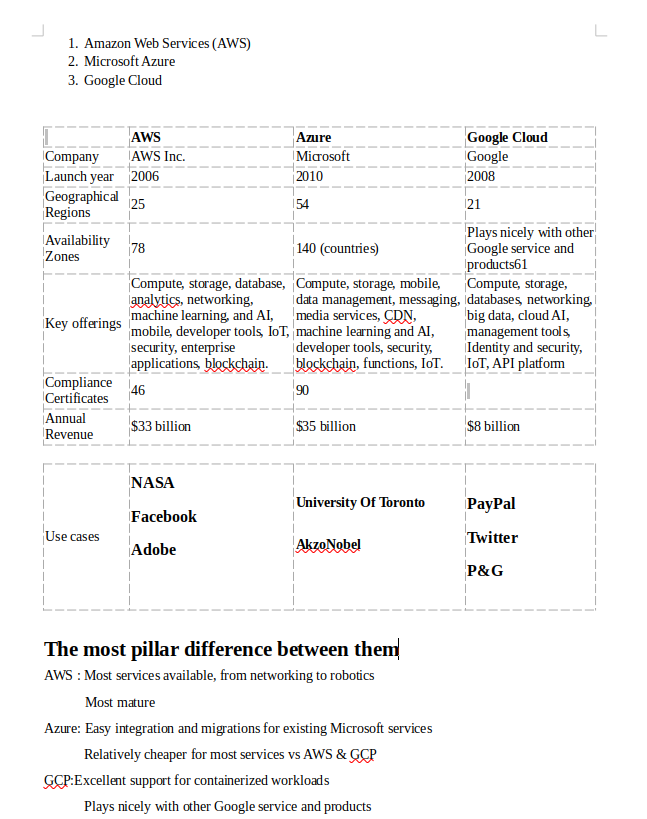 1. Amazon Web Services (AWS)
2. Microsoft Azure
3. Google Cloud
AWS Azure Google Cloud
Company AWS Inc. Microsoft Google
Launch year 2006 2010 2008
Geographical
Regions
25 54 21
Availability
Zones
78 140 (countries)
Plays nicely with other
Google service and
products61
Key offerings
Compute, storage, database,
analytics, networking,
machine learning, and AI,
mobile, developer tools, IoT,
security, enterprise
applications, blockchain.
Compute, storage, mobile,
data management, messaging,
media services, CDN,
machine learning and AI,
developer tools, security,
blockchain, functions, IoT.
Compute, storage,
databases, networking,
big data, cloud AI,
management tools,
Identity and security,
IoT, API platform
Compliance
Certificates
46 90
Annual
Revenue
$33 billion $35 billion $8 billion
Use cases
NASA
Facebook
Adobe
University Of Toronto
AkzoNobel
PayPal
Twitter
P&G
The most pillar difference between them
AWS : Most services available, from networking to robotics
Most mature
Azure: Easy integration and migrations for existing Microsoft services
Relatively cheaper for most services vs AWS & GCP
GCP:Excellent support for containerized workloads
Plays nicely with other Google service and products